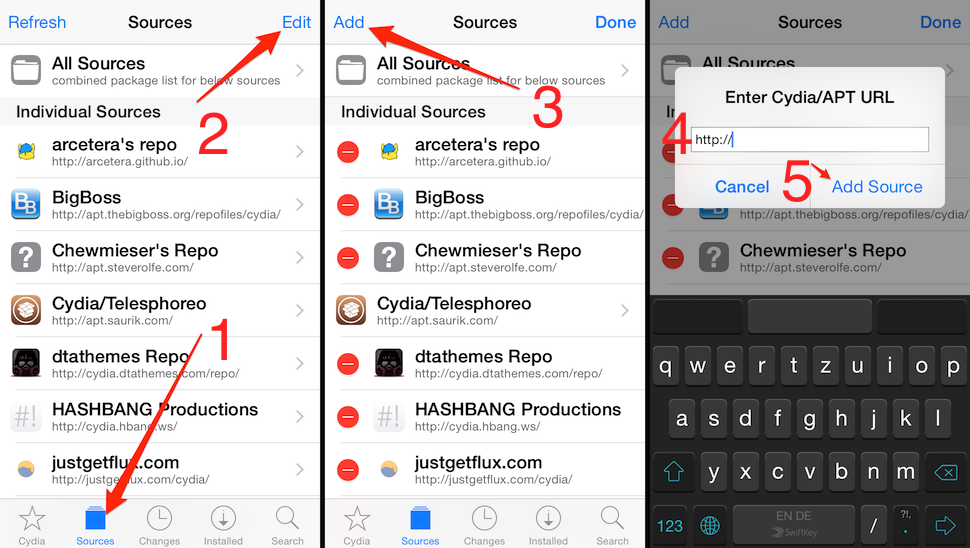 Refresh
Sources
Edit
All Sources
combined package list for below sources
Individual Sources
2
arcetera's repo
http://arcetera.github.io/
BigBoss
http://apt.thebigboss.org/repofiles/cydia/
Chewmieser's Repo
http://apt.steverolfe.com/
Cydia/Telesphoreo
http://apt.saurik.com/
1
dtathemes Repo
http://cydia.dtathemes.com/repo/
#!
HASHBANG Productions
http://cydia.hbang.ws/
justgetflux.com
http://justgetflux.com/cydia/
Cydia
Sources
Changes
Installed
Search
Add
Sources
Done
All Sources
combined package list for below sources
Individual Sources
3
arcetera's repo
http://arcetera.github.io/
BigBoss
http://apt.thebigboss.org/repofiles/cydia/
Chewmieser's Repo
http://apt.steverolfe.com/
Cydia/Telesphoreo
http://apt.saurik.com/
dtathemes Repo
http://cydia.dtathemes.com/repo/
#!
HASHBANG Productions
http://cydia.hbang.ws/
justgetflux.com
http://justgetflux.com/cydia/
Cydia
Sources
Changes
Installed
Search
Add
Sources
Done
All Sources
Enter Cydia/APT URL
4
http://
Cancel
5
Add Source
http://apt.thebigboss.org/repofiles/cydia/
?
Chewmieser's Repo
http://apt.steverolfe.com/
q w e r t z u i o p
a s d f g h j k l
y x c v b n m
123
EN DE
SwiftKey
/
?!,
.